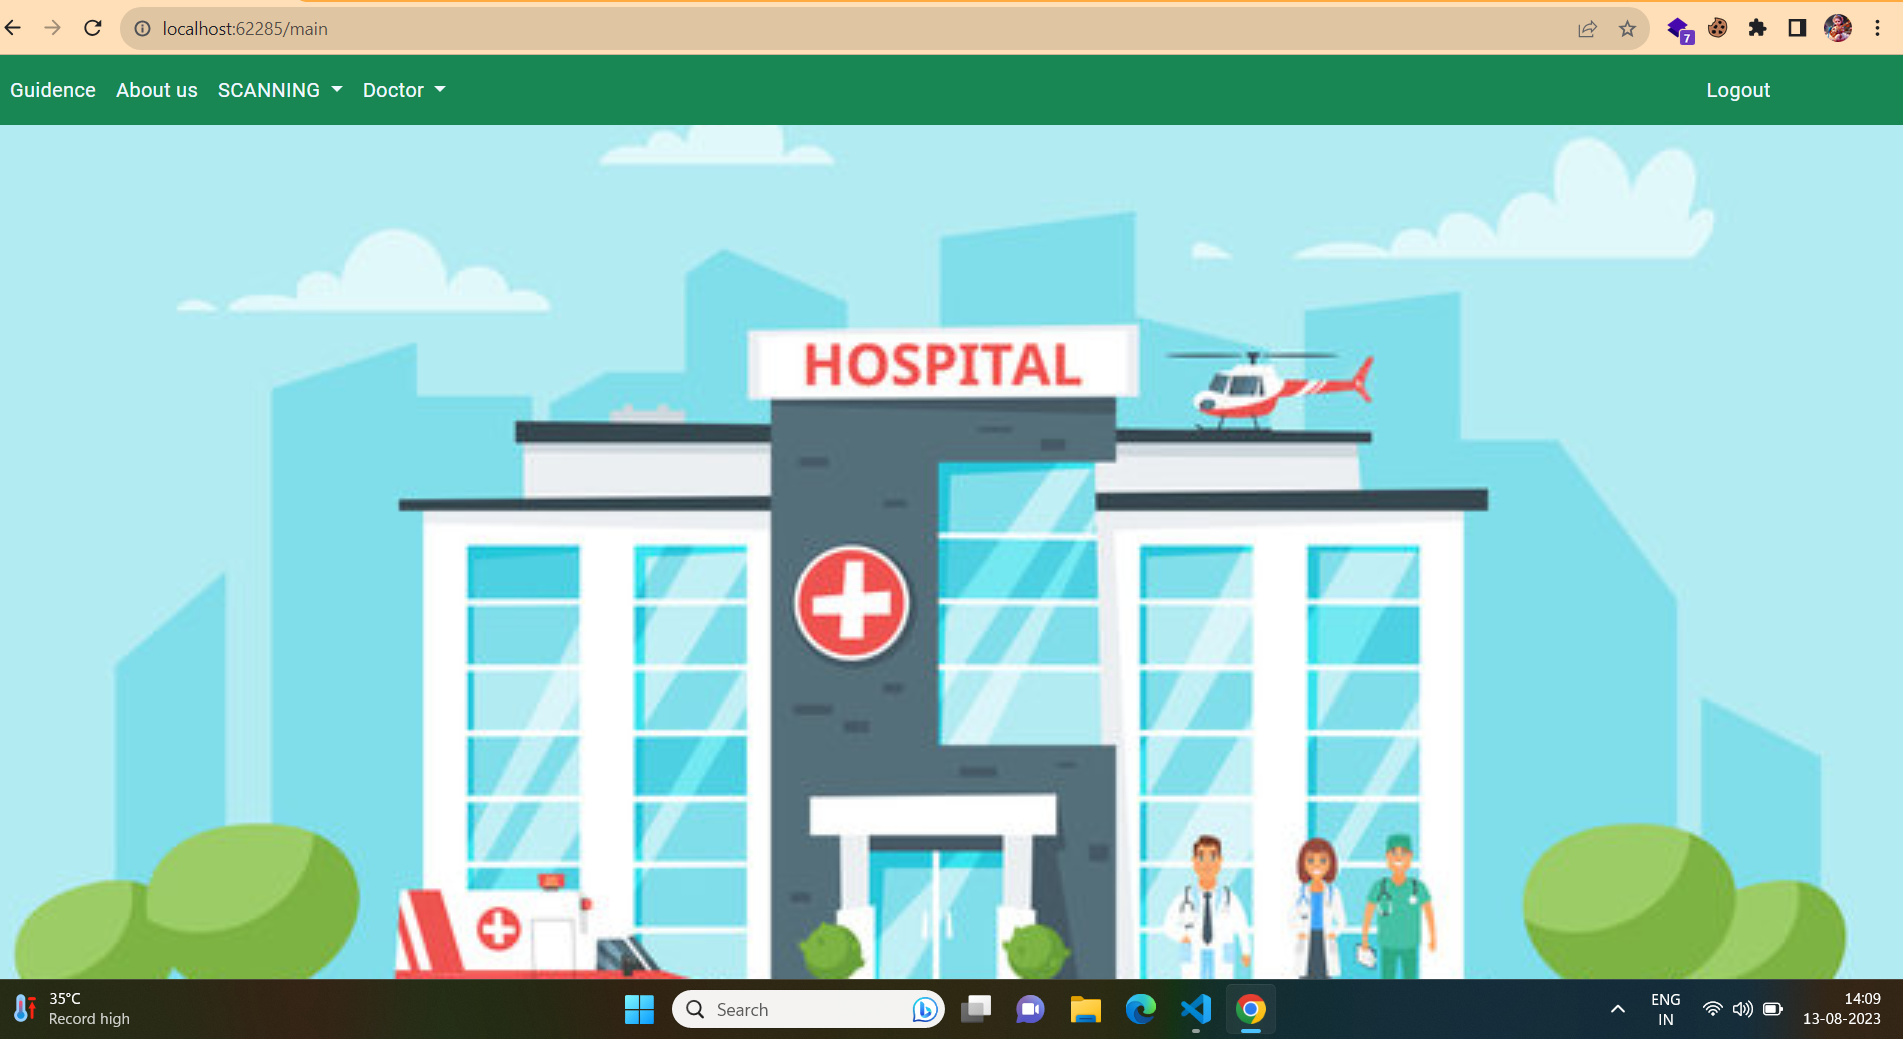 localhost:62285/main
7
Guidence About us SCANNING Doctor Logout
HOSPITAL
35°C
Record high
Search
ENG
IN
14:09
13-08-2023